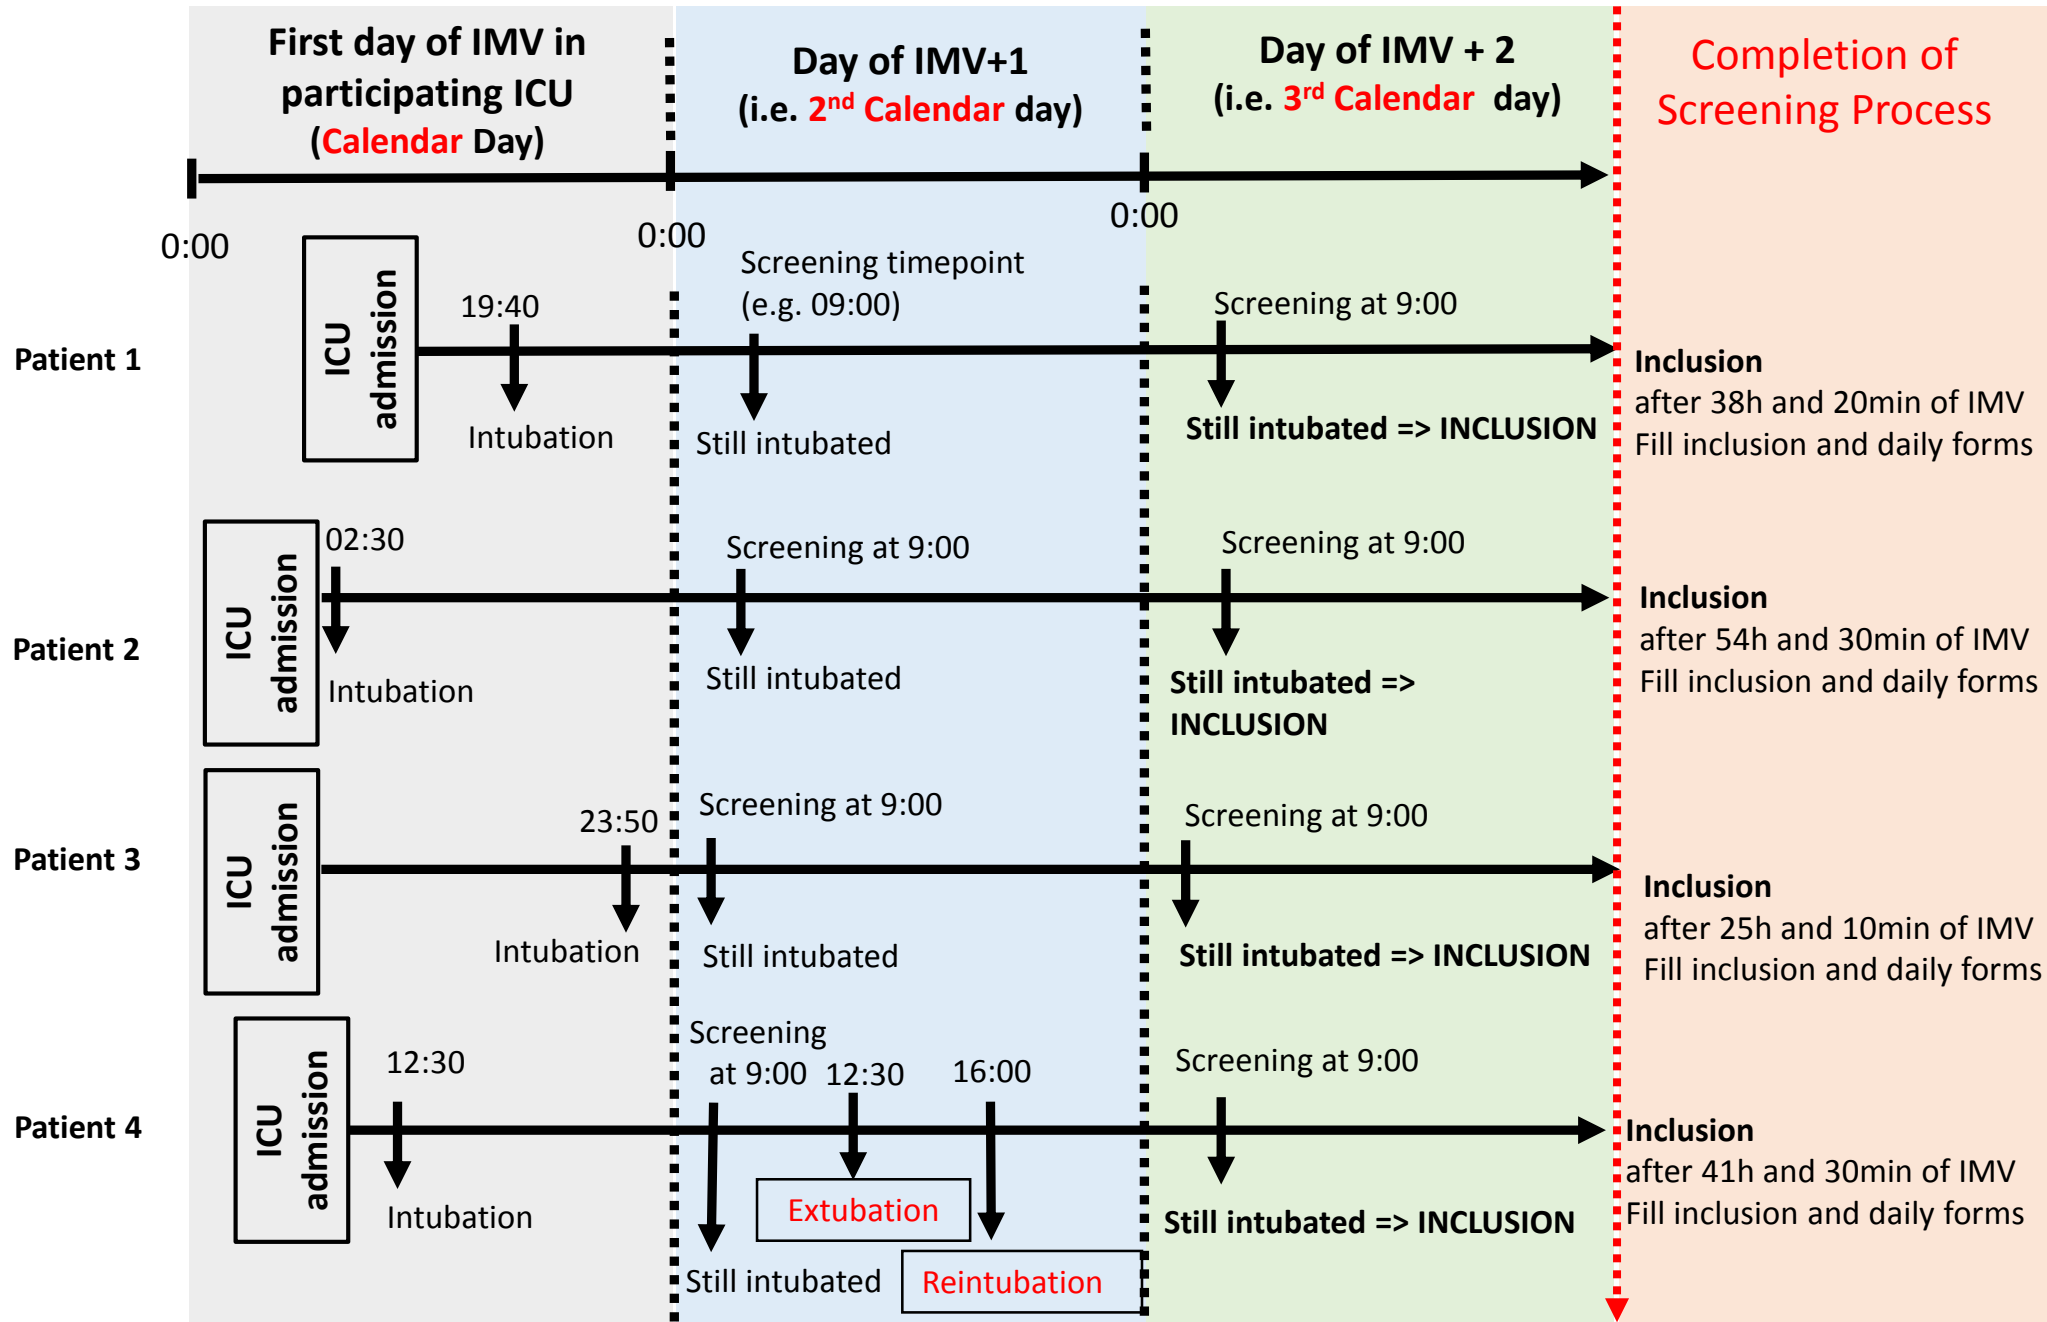 First day of IMV in
participating ICU
(Calendar Day)
Day of IMV+1
(i.e. 2nd Calendar day)
Day of IMV + 2
(i.e. 3rd Calendar day)
Completion of
Screening Process
0:00
0:00
0:00
Patient 1
ICU
admission
19:40
Intubation
Screening timepoint
(e.g. 09:00)
Still intubated
Screening at 9:00
Still intubated => INCLUSION
Inclusion
after 38h and 20min of IMV
Fill inclusion and daily forms
Patient 2
ICU
admission
02:30
Intubation
Screening at 9:00
Still intubated
Screening at 9:00
Still intubated =>
INCLUSION
Inclusion
after 54h and 30min of IMV
Fill inclusion and daily forms
Patient 3
ICU
admission
23:50
Intubation
Screening at 9:00
Still intubated
Screening at 9:00
Still intubated => INCLUSION
Inclusion
after 25h and 10min of IMV
Fill inclusion and daily forms
Patient 4
ICU
admission
12:30
Intubation
Screening
at 9:00
Still intubated
12:30
Extubation
16:00
Reintubation
Screening at 9:00
Still intubated => INCLUSION
Inclusion
after 41h and 30min of IMV
Fill inclusion and daily forms